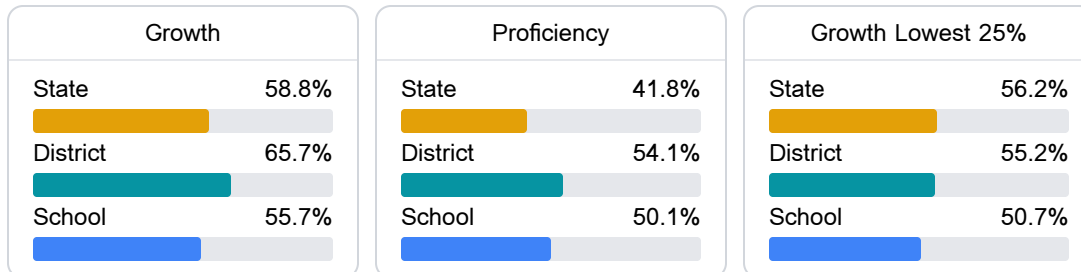 Growth
State 58.8%
District 65.7%
School 55.7%
Proficiency
State 41.8%
District 54.1%
School 50.1%
Growth Lowest 25%
State 56.2%
District 55.2%
School 50.7%